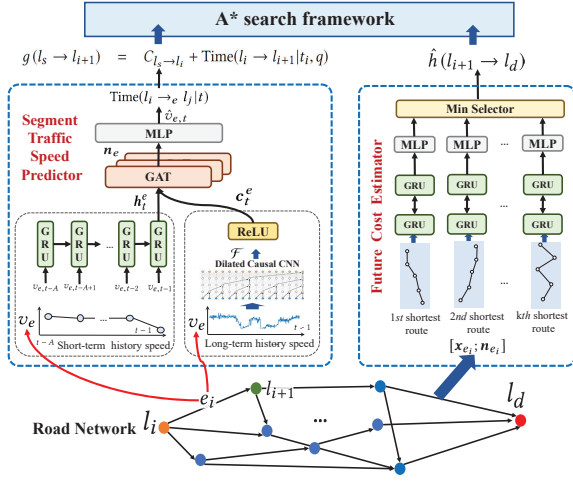 A* search framework
g(l_s → l_{i+1}) = C_{l_s→l_i} + Time(l_i → l_{i+1}|t_i, q)
ĥ(l_{i+1} → l_d)
Segment
Traffic
Speed
Predictor
Time(l_i →_e l_j|t)
v̂_{e,t}
MLP
n_e
GAT
h_t^e
c_t^e
GRU
GRU
...
GRU
GRU
v_{e,t−A}
v_{e,t−A+1}
v_{e,t−2}
v_{e,t−1}
v_e
...
t − 1
t − A
Short-term history speed
ReLU
ℱ
Dilated Causal CNN
v_e
t − 1
Long-term history speed
Future Cost Estimator
Min Selector
MLP
MLP
...
MLP
GRU
GRU
GRU
...
GRU
GRU
GRU
...
1st shortest
route
2nd shortest
route
kth shortest
route
[x_{e_i}; n_{e_i}]
e_i
l_{i+1}
l_d
Road Network
l_i
...